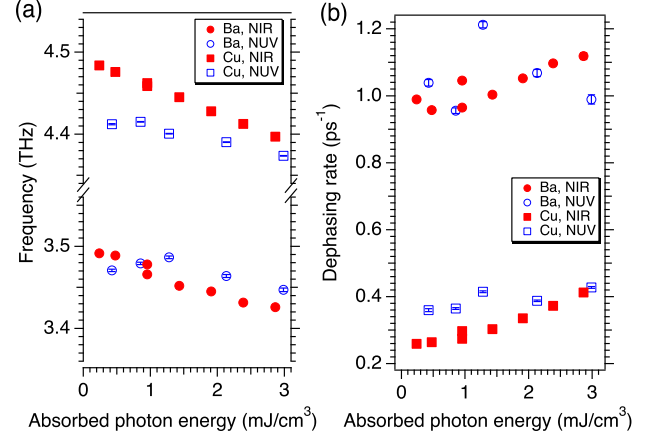 (a)
Ba, NIR
Ba, NUV
Cu, NIR
Cu, NUV
4.5
4.4
3.5
3.4
Frequency (THz)
0 1 2 3
Absorbed photon energy (mJ/cm³)
(b)
1.2
1.0
0.8
0.6
0.4
0.2
Dephasing rate (ps⁻¹)
Ba, NIR
Ba, NUV
Cu, NIR
Cu, NUV
0 1 2 3
Absorbed photon energy (mJ/cm³)